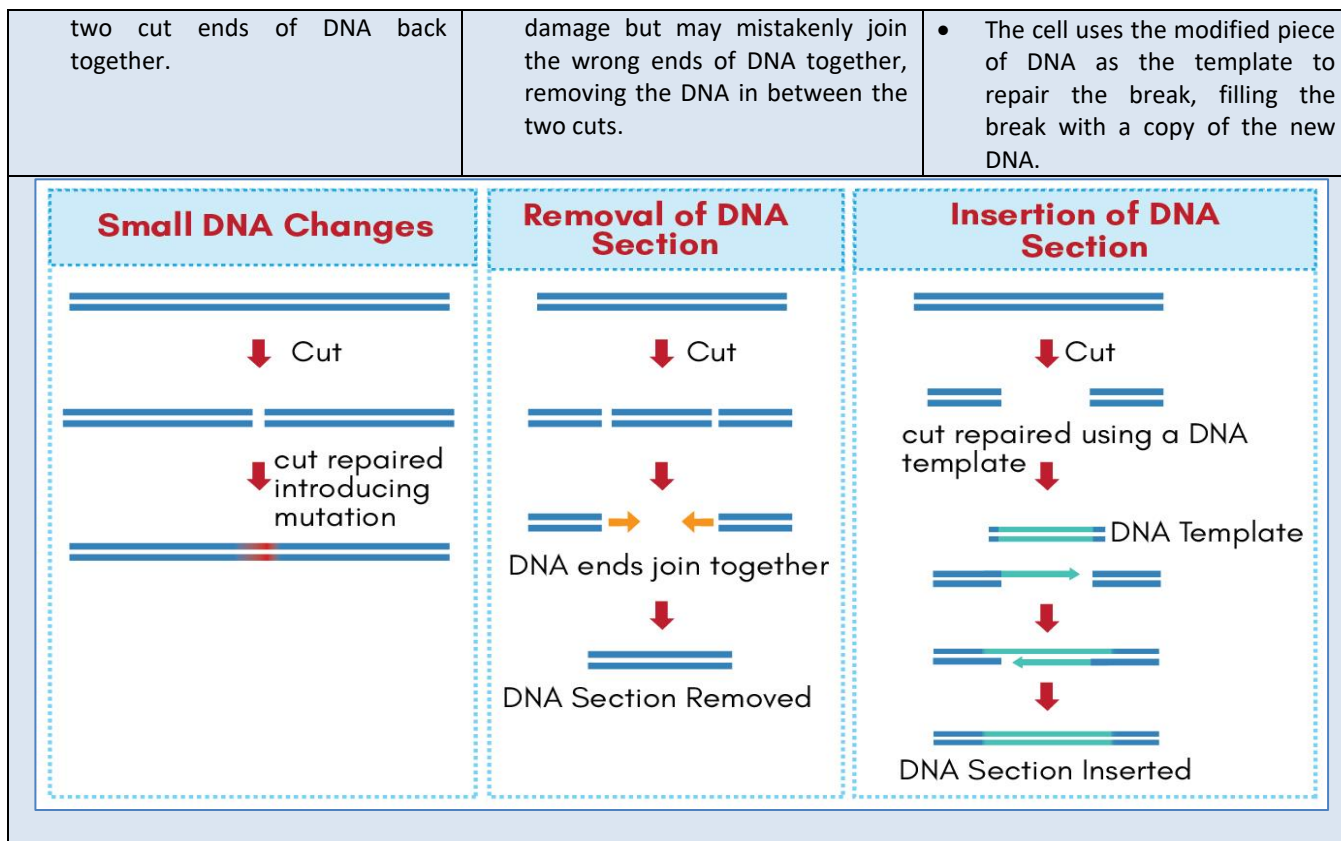 two cut ends of DNA back
together.
damage but may mistakenly join
the wrong ends of DNA together,
removing the DNA in between the
two cuts.
• The cell uses the modified piece
of DNA as the template to
repair the break, filling the
break with a copy of the new
DNA.
Small DNA Changes
Cut
cut repaired
introducing
mutation
Removal of DNA
Section
Cut
DNA ends join together
DNA Section Removed
Insertion of DNA
Section
Cut
cut repaired using a DNA
template
DNA Template
DNA Section Inserted